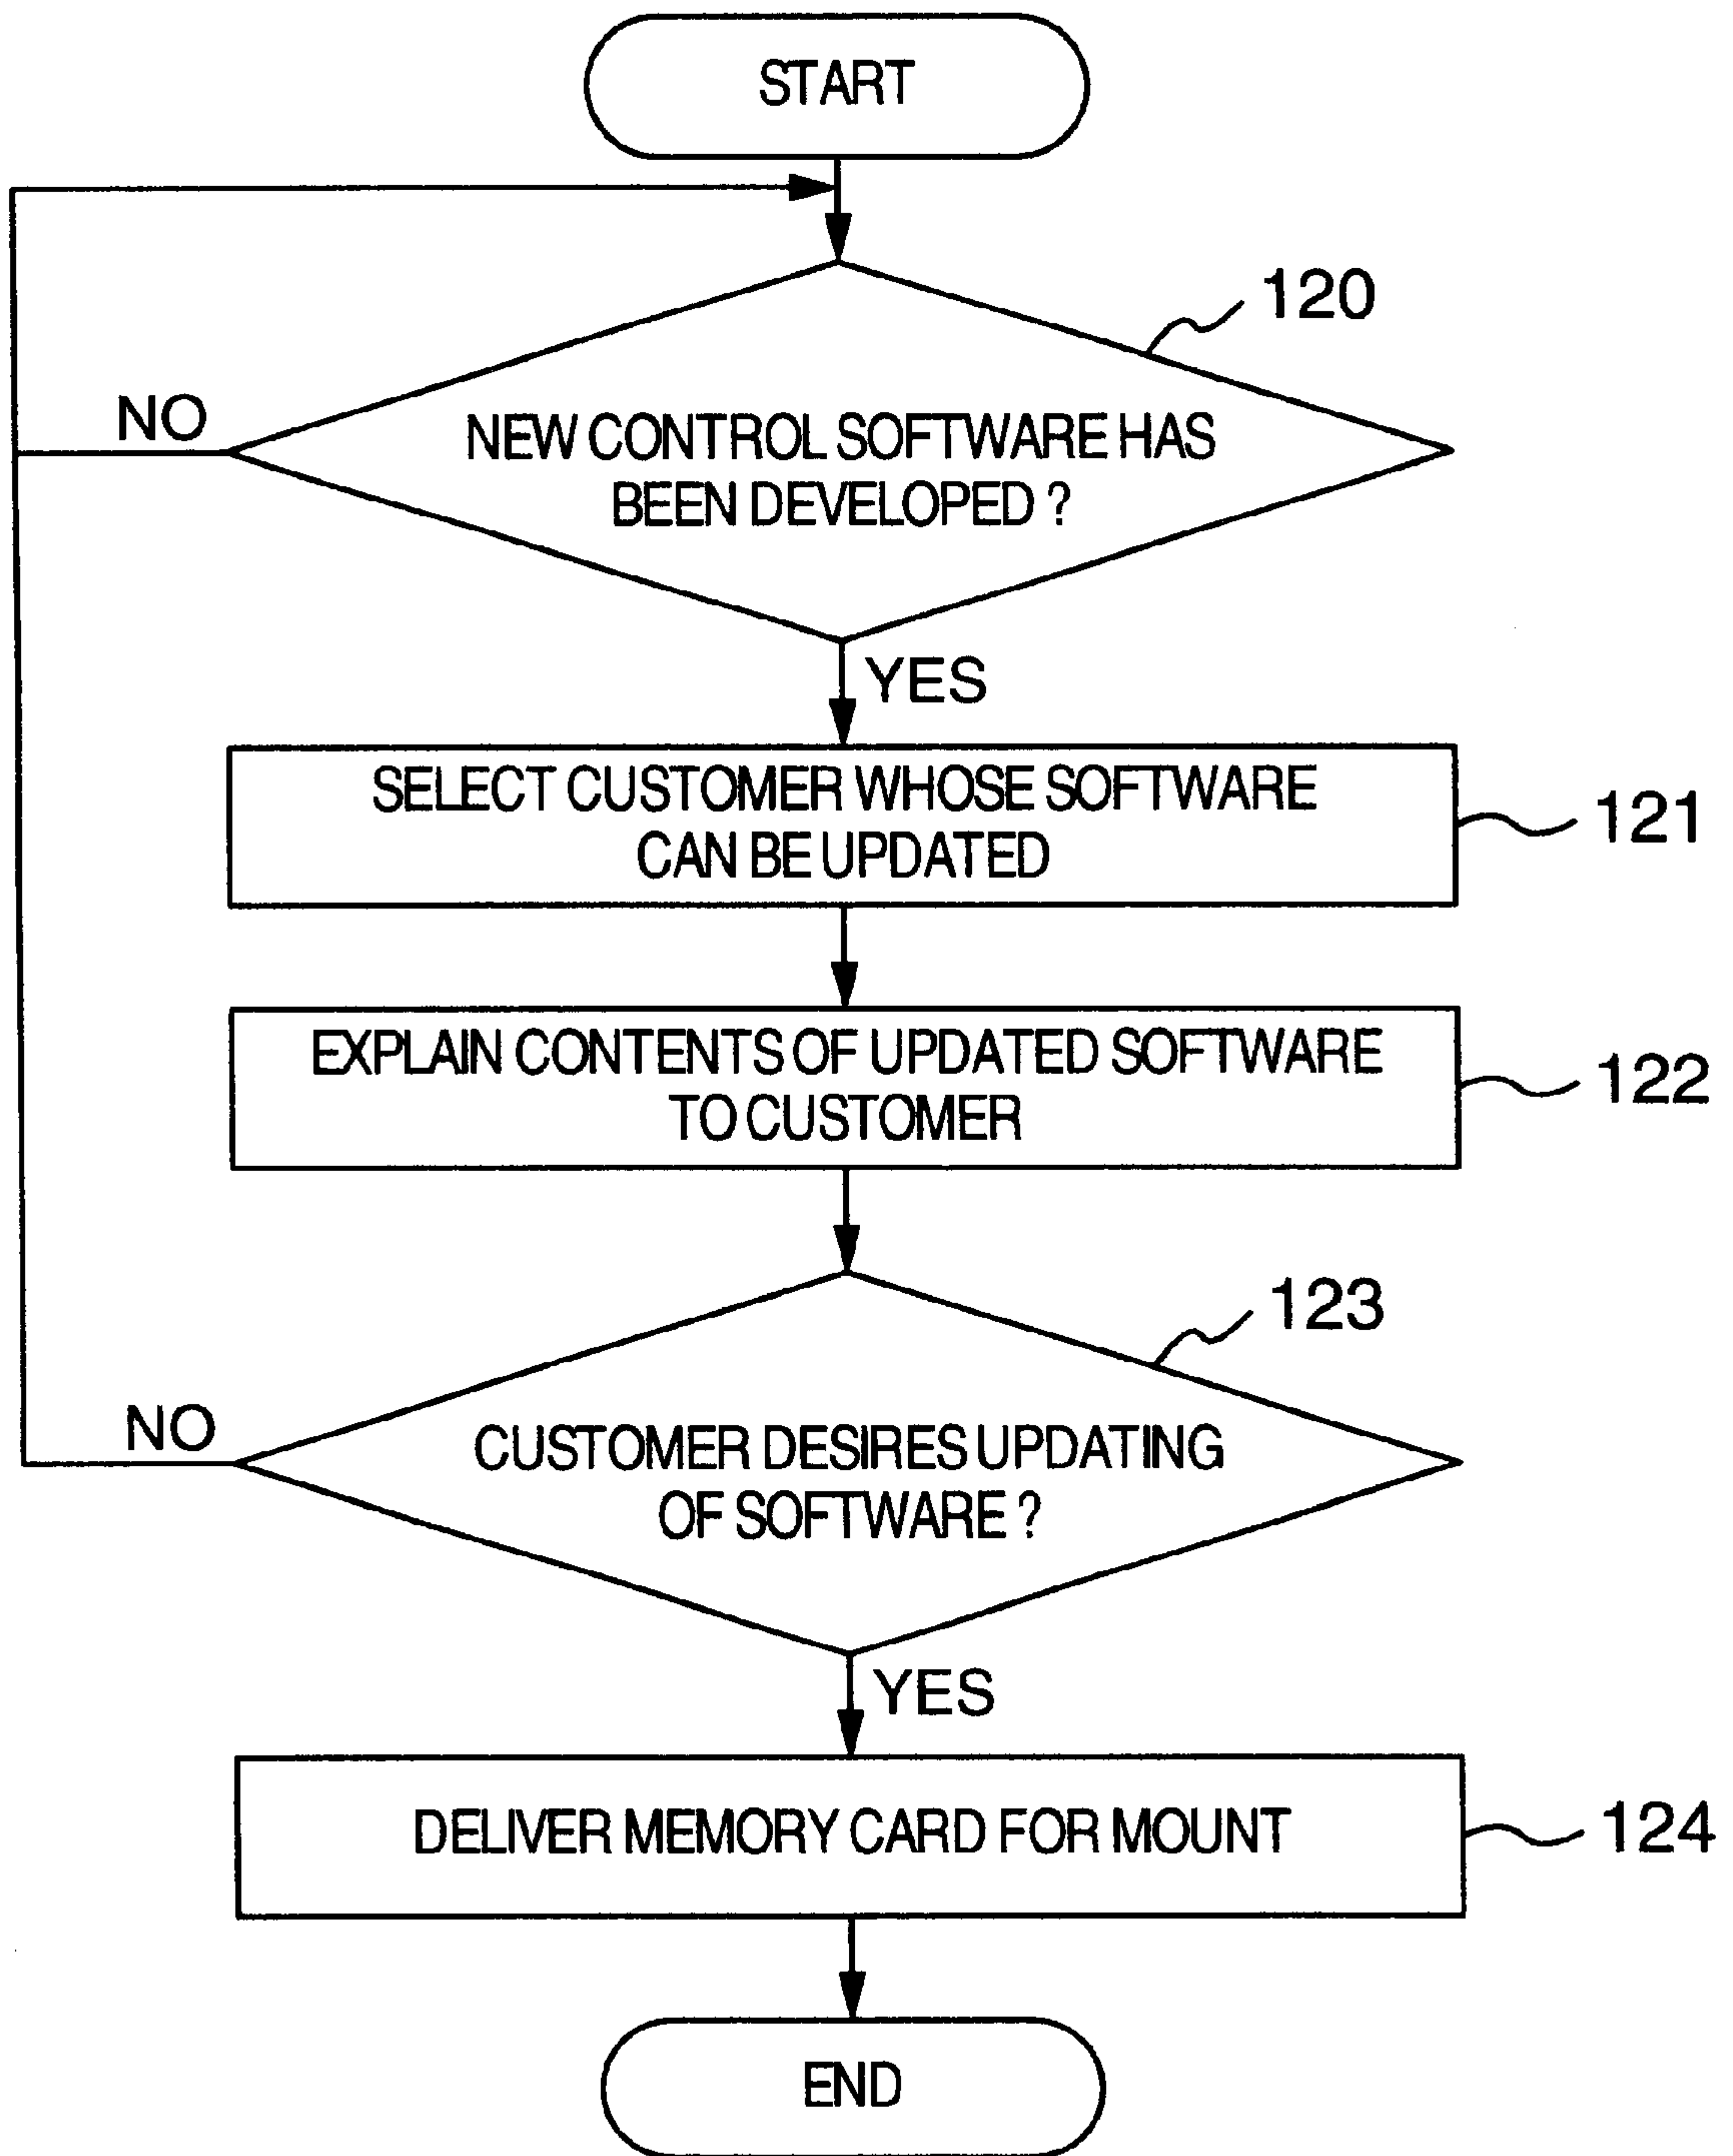 START
120
NO
NEW CONTROL SOFTWARE HAS
BEEN DEVELOPED ?
YES
SELECT CUSTOMER WHOSE SOFTWARE
CAN BE UPDATED
121
EXPLAIN CONTENTS OF UPDATED SOFTWARE
TO CUSTOMER
122
123
NO
CUSTOMER DESIRES UPDATING
OF SOFTWARE ?
YES
DELIVER MEMORY CARD FOR MOUNT
124
END